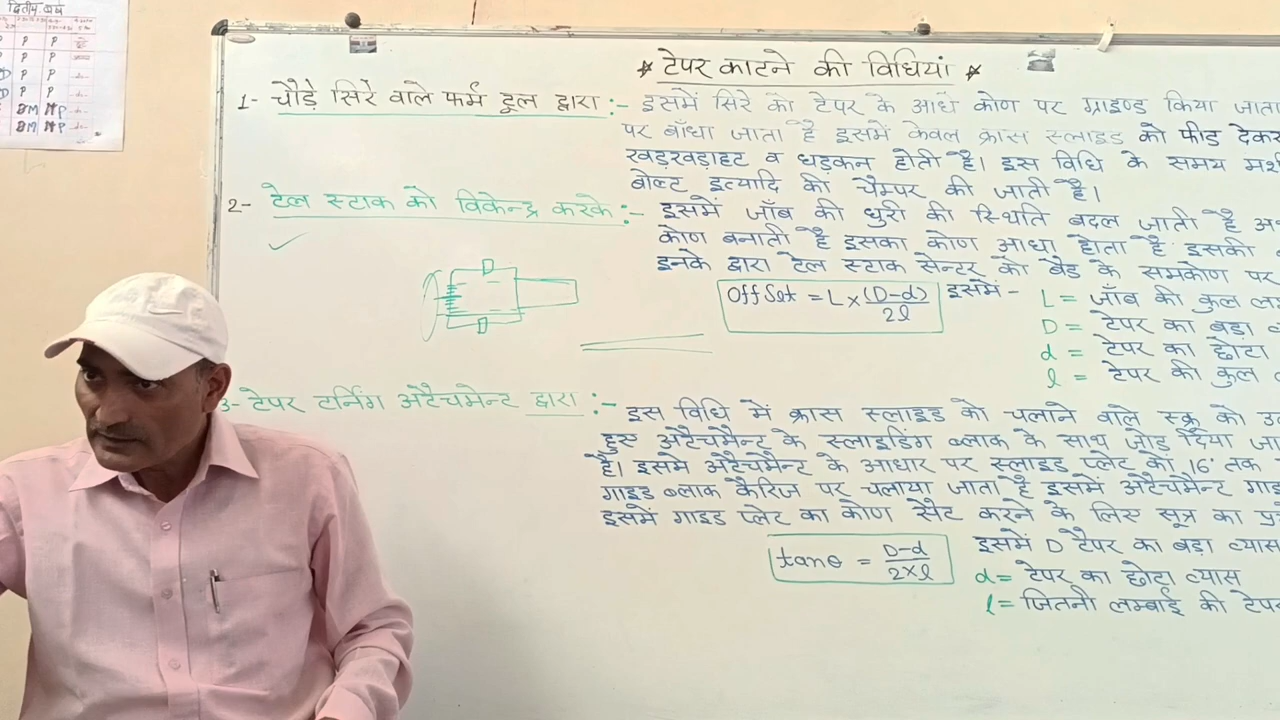 द्वितीय वर्ष
P P
P P
P P
P P
M P
M P
* टेपर काटने की विधियां *
1- चौड़े सिरे वाले फर्म टुल द्वारा :- इसमें सिरे को टेपर के आधे कोण पर ग्राइण्ड किया जाता
पर बाँधा जाता है इसमें केवल क्रास स्लाइड को फीड देकर
खड़खड़ाहट व धड़कन होती है। इस विधि के समय
बोल्ट इत्यादि की चैम्पर की जाती है।
2- टेल स्टाक को विकेन्द्र करके :- इसमें जॉब की धुरी की स्थिति बदल जाती है
कोण बनाती है इसका कोण आधा होता है इसकी
इनके द्वारा टेल स्टाक सेन्टर को बैड के समकोण पर
Off Set = L × (D-d) / 2l इसमें -
L = जॉब की कुल
D = टेपर का बड़ा
d = टेपर का छोटा
l = टेपर की कुल
3- टेपर टर्निंग अटैचमेन्ट द्वारा :- इस विधि में क्रास स्लाइड को चलाने वाले स्क्रू को
हुए अटैचमैन्ट के स्लाइडिंग ब्लाक के साथ जोड़ दिया
है। इसमें अटैचमैन्ट के आधार पर स्लाइड प्लेट को 16° तक
गाइड ब्लाक कैरिज पर चलाया जाता है इसमें अटैचमैन्ट
इसमें गाइड प्लेट का कोण सेट करने के लिए सूत्र का
tanθ = D-d / 2×l इसमें D टेपर का बड़ा व्यास
d = टेपर का छोटा व्यास
l = जितनी लम्बाई की टेपर